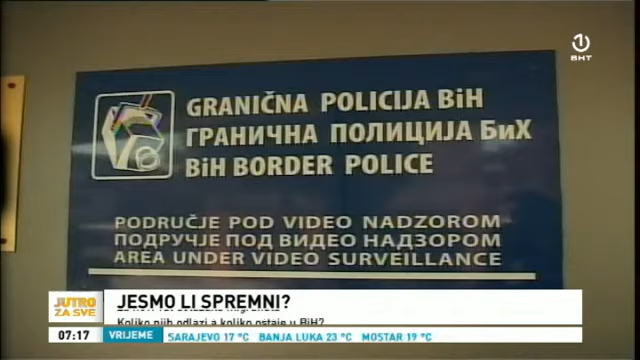 1
BHT
GRANIČNA POLICIJA BiH
ГРАНИЧНА ПОЛИЦИЈА БиХ
BiH BORDER POLICE
PODRUČJE POD VIDEO NADZOROM
ПОДРУЧЈЕ ПОД ВИДЕО НАДЗОРОМ
AREA UNDER VIDEO SURVEILLANCE
JUTRO
ZA SVE
JESMO LI SPREMNI?
Koliko njih odlazi a koliko ostaje u BiH?
07:17 VRIJEME SARAJEVO 17 °C BANJA LUKA 23 °C MOSTAR 19 °C